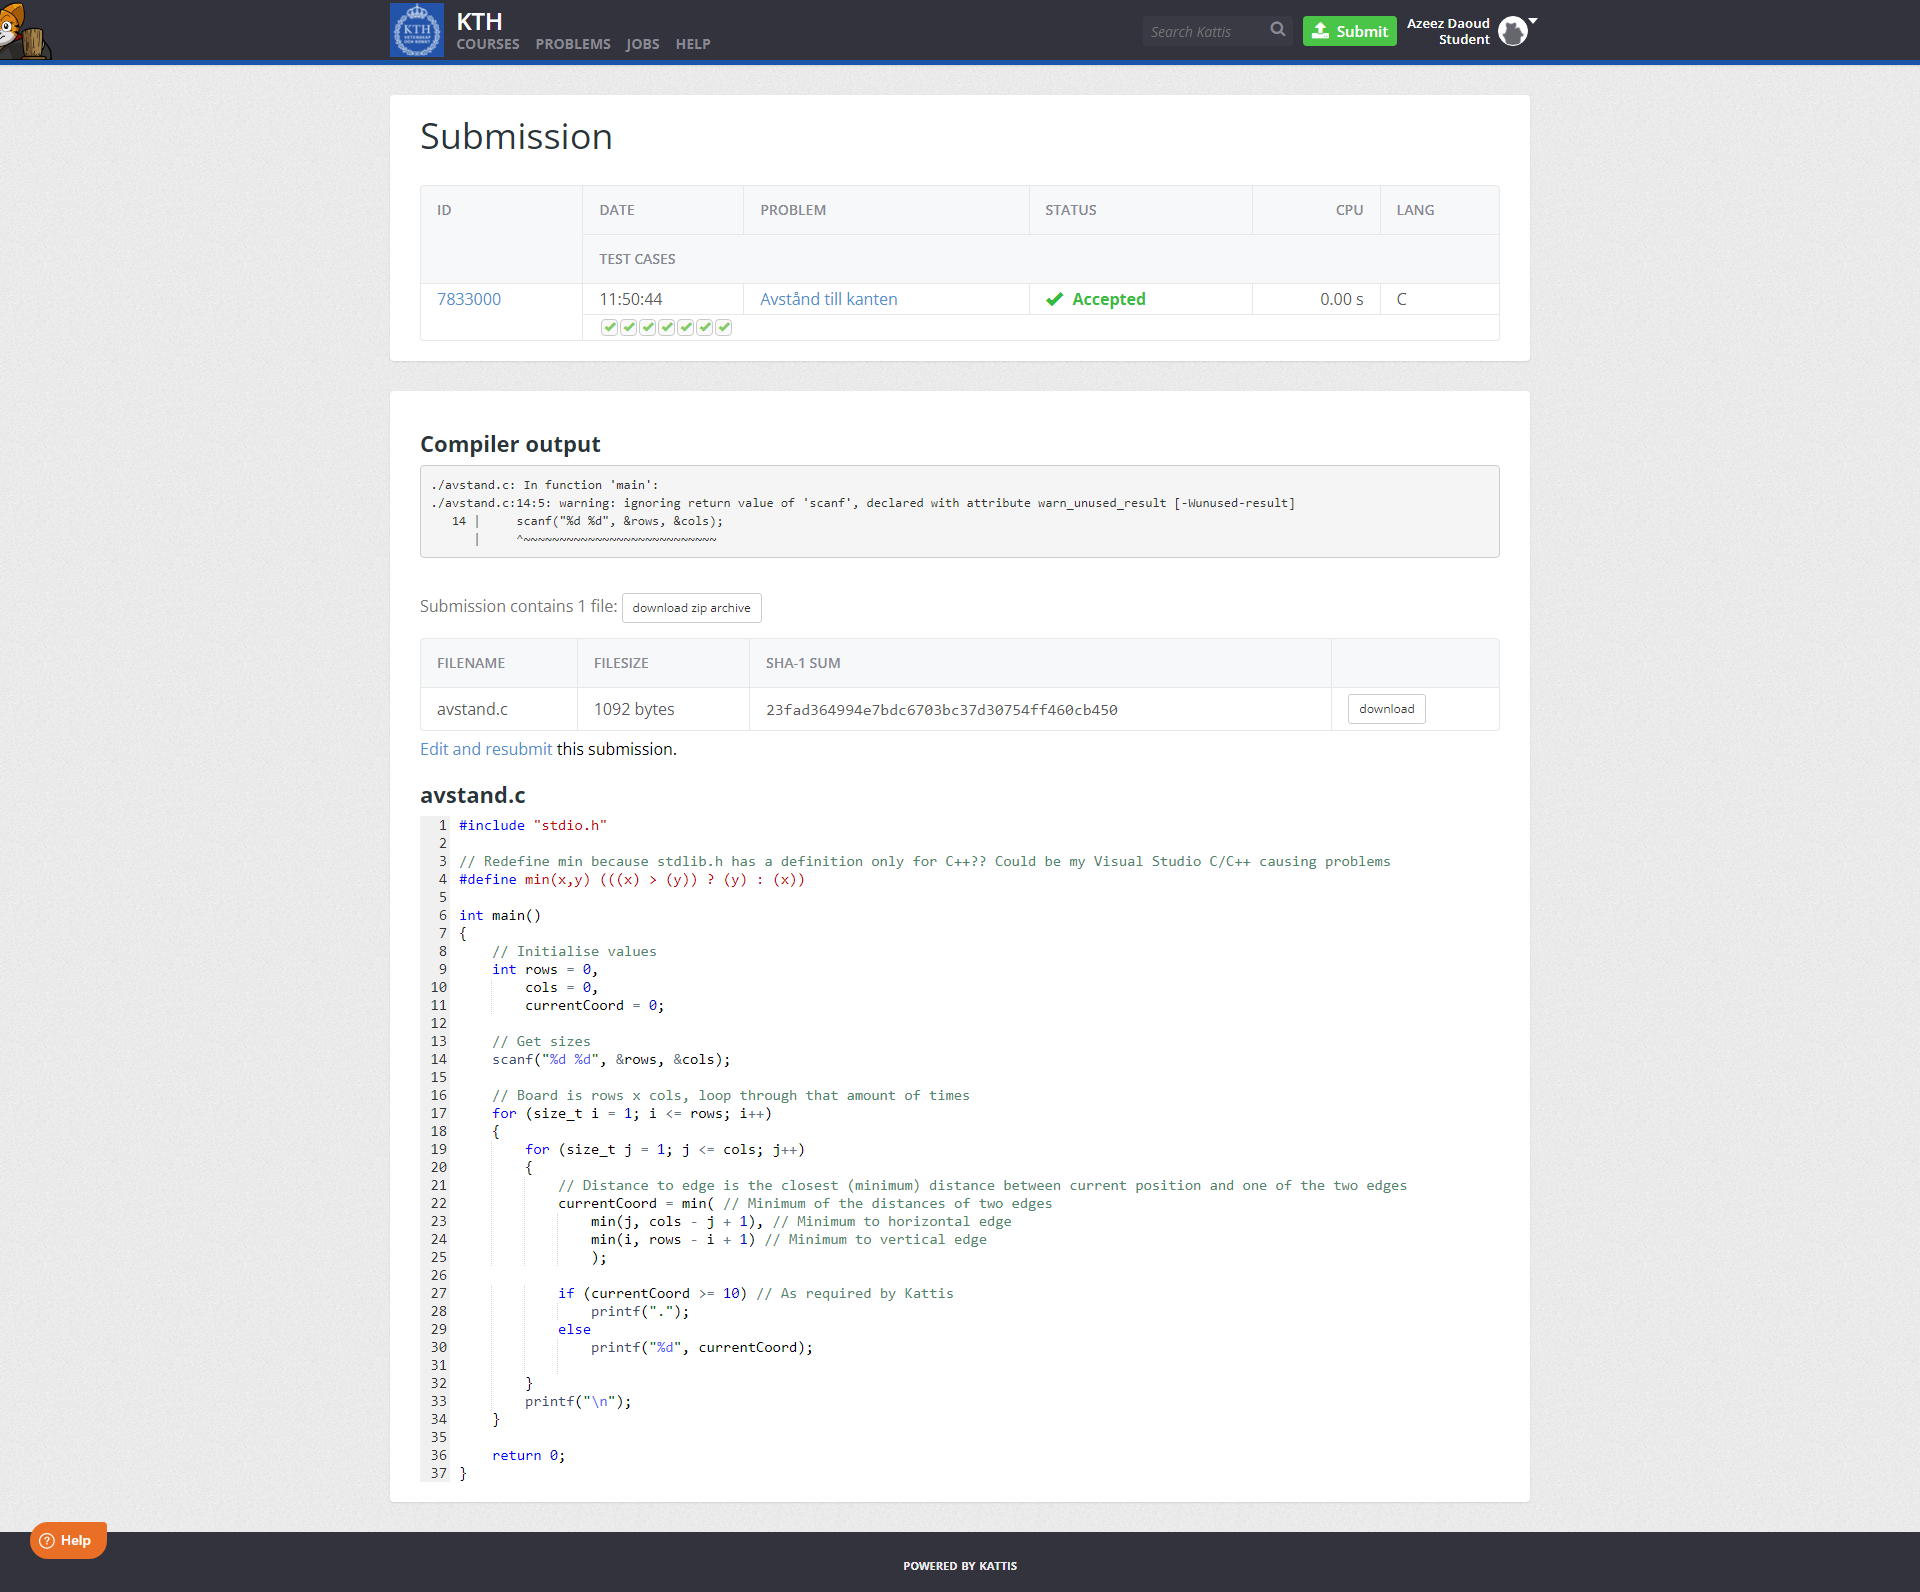 KTH
COURSES PROBLEMS JOBS HELP
Search Kattis
Submit
Azeez Daoud
Student
Submission
ID DATE PROBLEM STATUS CPU LANG
TEST CASES
7833000 11:50:44 Avstånd till kanten Accepted 0.00 s C
Compiler output
./avstand.c: In function 'main':
./avstand.c:14:5: warning: ignoring return value of 'scanf', declared with attribute warn_unused_result [-Wunused-result]
   14 |     scanf("%d %d", &rows, &cols);
      |     ^~~~~~~~~~~~~~~~~~~~~~~~~~~~
Submission contains 1 file: download zip archive
FILENAME FILESIZE SHA-1 SUM
avstand.c 1092 bytes 23fad364994e7bdc6703bc37d30754ff460cb450 download
Edit and resubmit this submission.
avstand.c
1 #include "stdio.h"
2
3 // Redefine min because stdlib.h has a definition only for C++?? Could be my Visual Studio C/C++ causing problems
4 #define min(x,y) (((x) > (y)) ? (y) : (x))
5
6 int main()
7 {
8     // Initialise values
9     int rows = 0,
10         cols = 0,
11         currentCoord = 0;
12
13     // Get sizes
14     scanf("%d %d", &rows, &cols);
15
16     // Board is rows x cols, loop through that amount of times
17     for (size_t i = 1; i <= rows; i++)
18     {
19         for (size_t j = 1; j <= cols; j++)
20         {
21             // Distance to edge is the closest (minimum) distance between current position and one of the two edges
22             currentCoord = min( // Minimum of the distances of two edges
23                 min(j, cols - j + 1), // Minimum to horizontal edge
24                 min(i, rows - i + 1) // Minimum to vertical edge
25                 );
26
27             if (currentCoord >= 10) // As required by Kattis
28                 printf(".");
29             else
30                 printf("%d", currentCoord);
31
32         }
33         printf("\n");
34     }
35
36     return 0;
37 }
Help
POWERED BY KATTIS